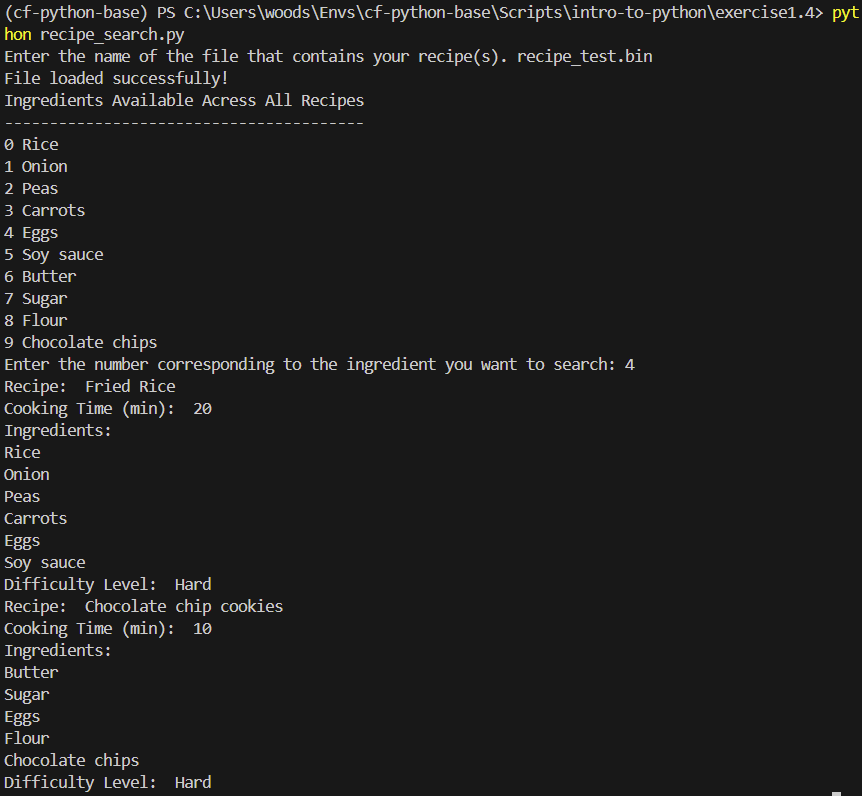 (cf-python-base) PS C:\Users\woods\Envs\cf-python-base\Scripts\intro-to-python\exercise1.4> pyt
hon recipe_search.py
Enter the name of the file that contains your recipe(s). recipe_test.bin
File loaded successfully!
Ingredients Available Acress All Recipes
----------------------------------------
0 Rice
1 Onion
2 Peas
3 Carrots
4 Eggs
5 Soy sauce
6 Butter
7 Sugar
8 Flour
9 Chocolate chips
Enter the number corresponding to the ingredient you want to search: 4
Recipe:  Fried Rice
Cooking Time (min):  20
Ingredients:
Rice
Onion
Peas
Carrots
Eggs
Soy sauce
Difficulty Level:  Hard
Recipe:  Chocolate chip cookies
Cooking Time (min):  10
Ingredients:
Butter
Sugar
Eggs
Flour
Chocolate chips
Difficulty Level:  Hard